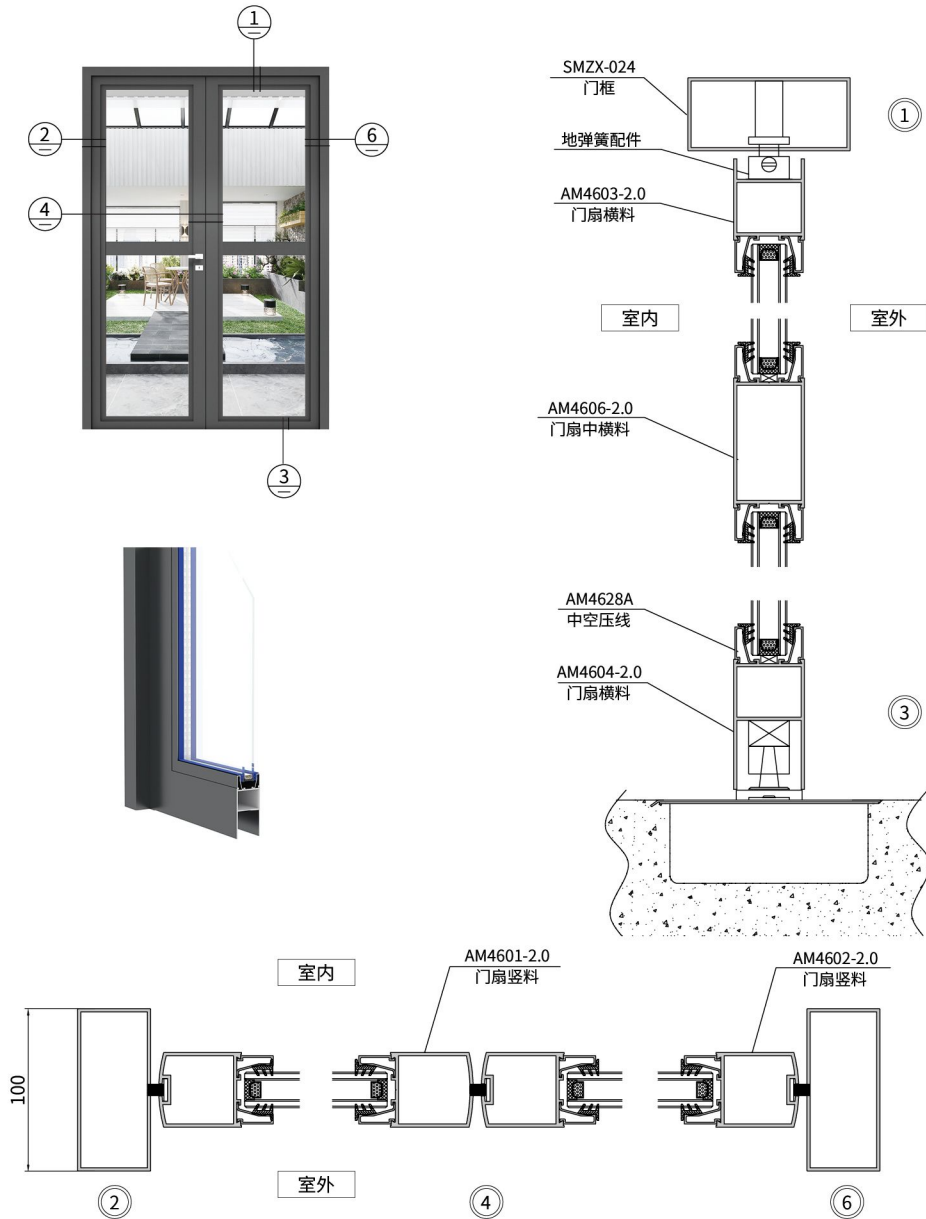 1
2
6
4
3
SMZX-024
门框
1
地弹簧配件
AM4603-2.0
门扇横料
室内
室外
AM4606-2.0
门扇中横料
AM4628A
中空压线
AM4604-2.0
门扇横料
3
室内
AM4601-2.0
门扇竖料
AM4602-2.0
门扇竖料
100
室外
2
4
6